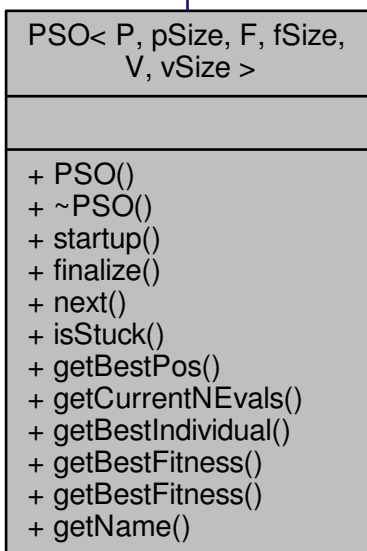 PSO< P, pSize, F, fSize,
V, vSize >
+ PSO()
+ ~PSO()
+ startup()
+ finalize()
+ next()
+ isStuck()
+ getBestPos()
+ getCurrentNEvals()
+ getBestIndividual()
+ getBestFitness()
+ getBestFitness()
+ getName()